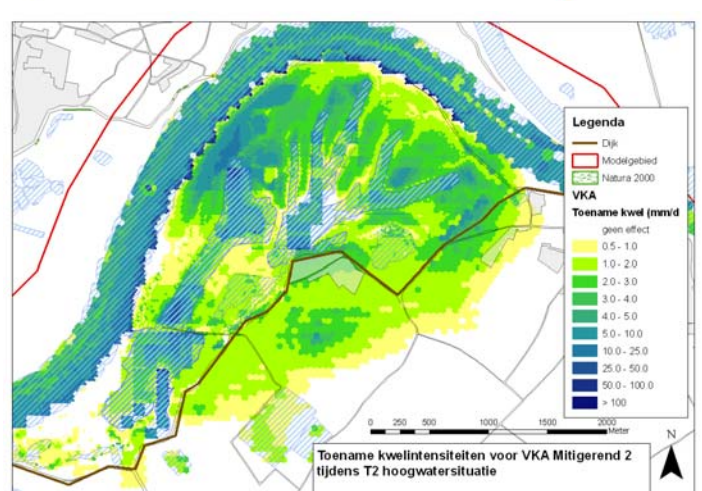 Legenda
Dijk
Modelgebied
Natura 2000
VKA
Toename kwel (mm/d
geen effect
0.5 - 1.0
1.0 - 2.0
2.0 - 3.0
3.0 - 4.0
4.0 - 5.0
5.0 - 10.0
10.0 - 25.0
25.0 - 50.0
50.0 - 100.0
> 100
0 250 500 1000 1500 2000
Meter
N
Toename kwelintensiteiten voor VKA Mitigerend 2
tijdens T2 hoogwatersituatie